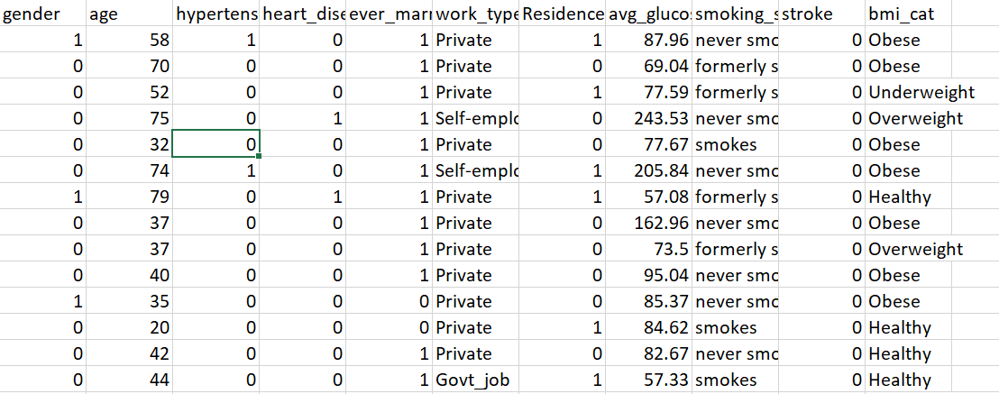 gender age hypertens heart_dise ever_marr work_type Residence avg_gluco smoking_s stroke bmi_cat
1 58 1 0 1 Private 1 87.96 never smo 0 Obese
0 70 0 0 1 Private 0 69.04 formerly s 0 Obese
0 52 0 0 1 Private 1 77.59 formerly s 0 Underweight
0 75 0 1 1 Self-emplo 0 243.53 never smo 0 Overweight
0 32 0 0 1 Private 0 77.67 smokes 0 Obese
0 74 1 0 1 Self-emplo 1 205.84 never smo 0 Obese
1 79 0 1 1 Private 1 57.08 formerly s 0 Healthy
0 37 0 0 1 Private 0 162.96 never smo 0 Obese
0 37 0 0 1 Private 0 73.5 formerly s 0 Overweight
0 40 0 0 1 Private 0 95.04 never smo 0 Obese
1 35 0 0 0 Private 0 85.37 never smo 0 Obese
0 20 0 0 0 Private 1 84.62 smokes 0 Healthy
0 42 0 0 1 Private 0 82.67 never smo 0 Healthy
0 44 0 0 1 Govt_job 1 57.33 smokes 0 Healthy